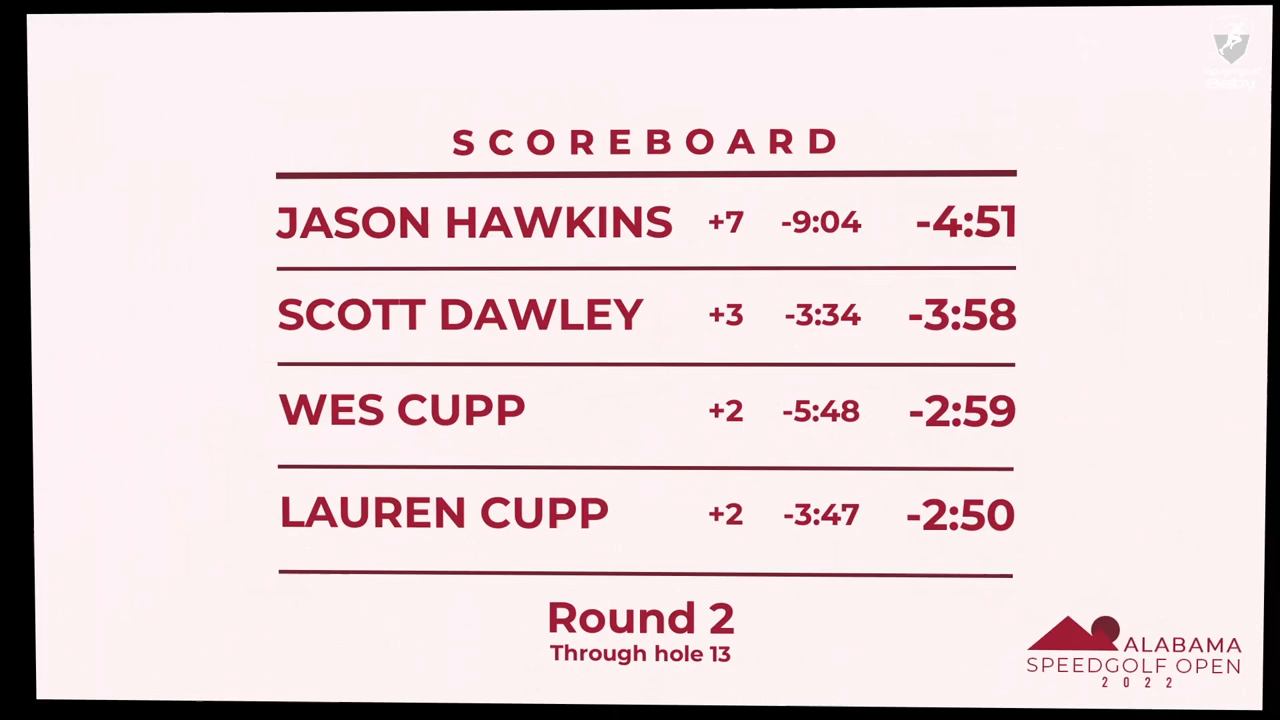 SCOREBOARD
JASON HAWKINS +7 -9:04 -4:51
SCOTT DAWLEY +3 -3:34 -3:58
WES CUPP +2 -5:48 -2:59
LAUREN CUPP +2 -3:47 -2:50
Round 2
Through hole 13
ALABAMA
SPEEDGOLF OPEN
2022